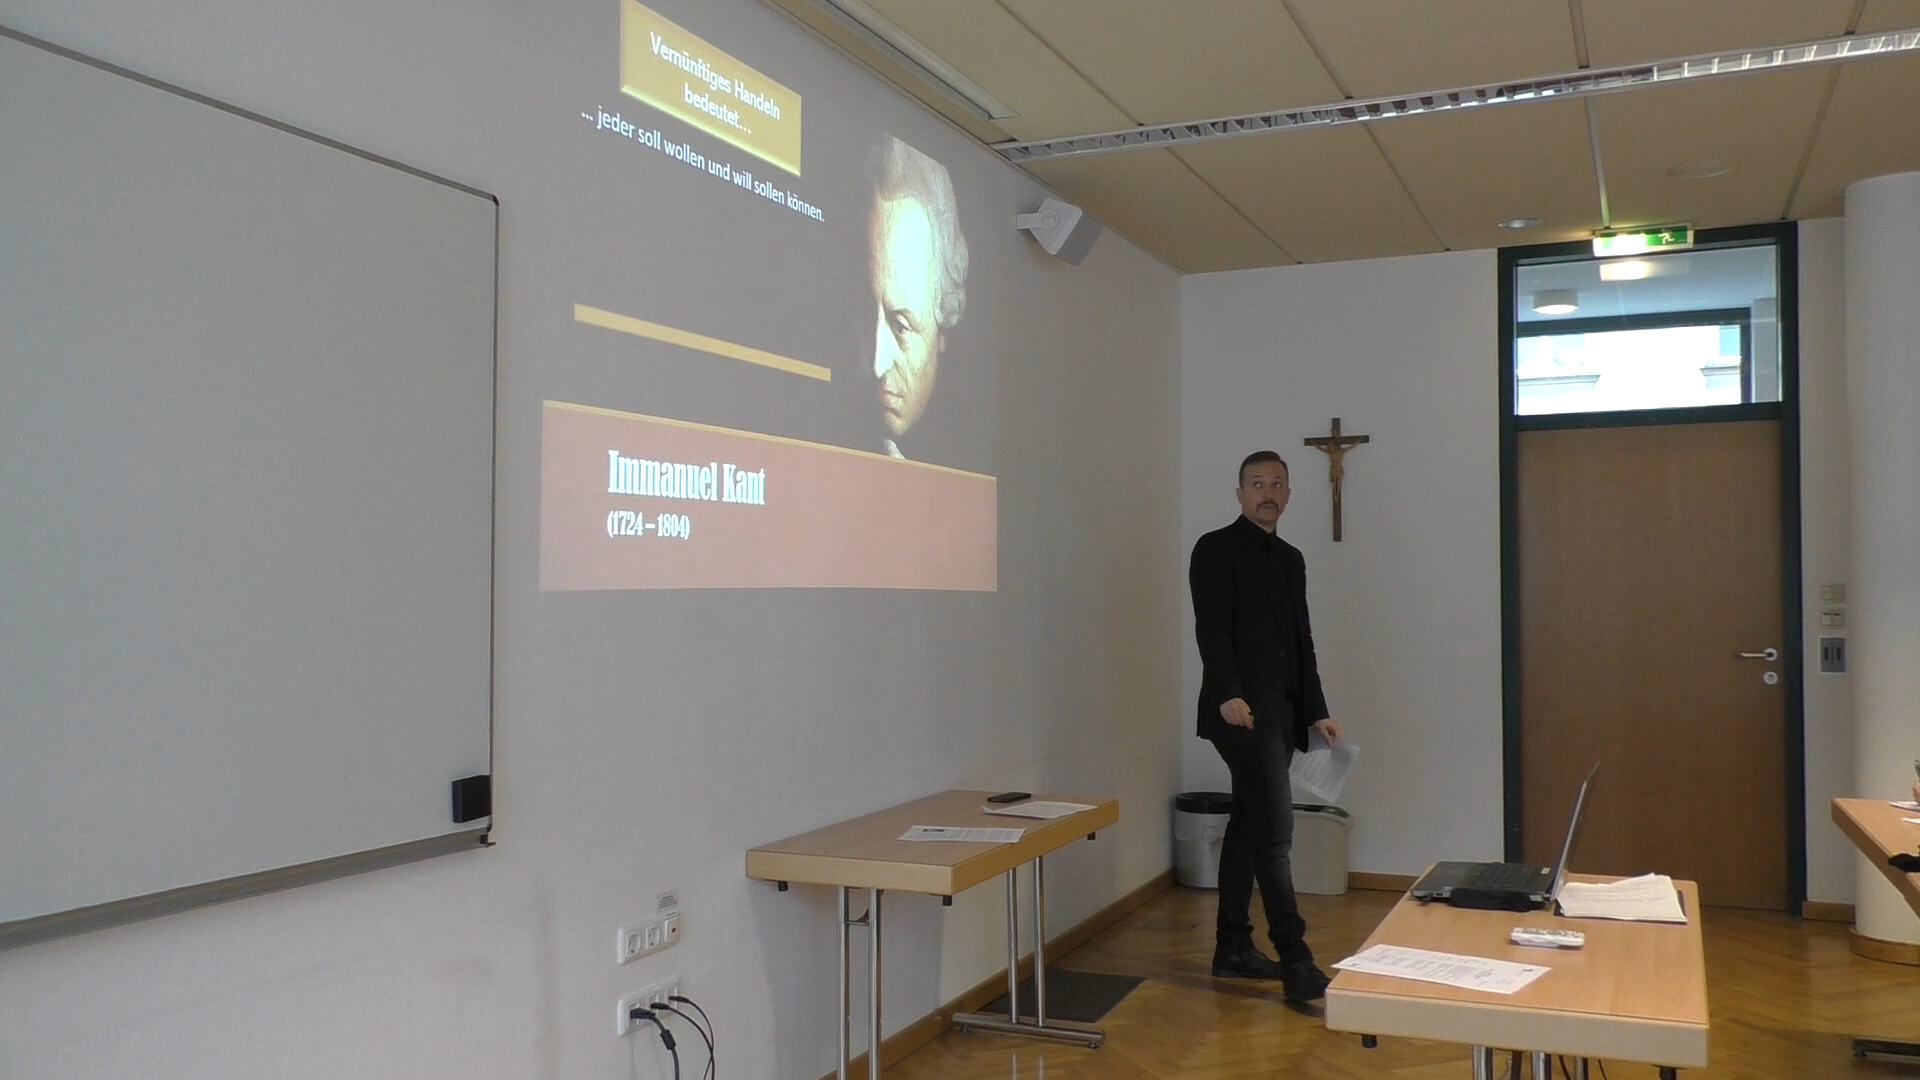 Vernünftiges Handeln
bedeutet...
... jeder soll wollen und will sollen können.
Immanuel Kant
(1724 – 1804)